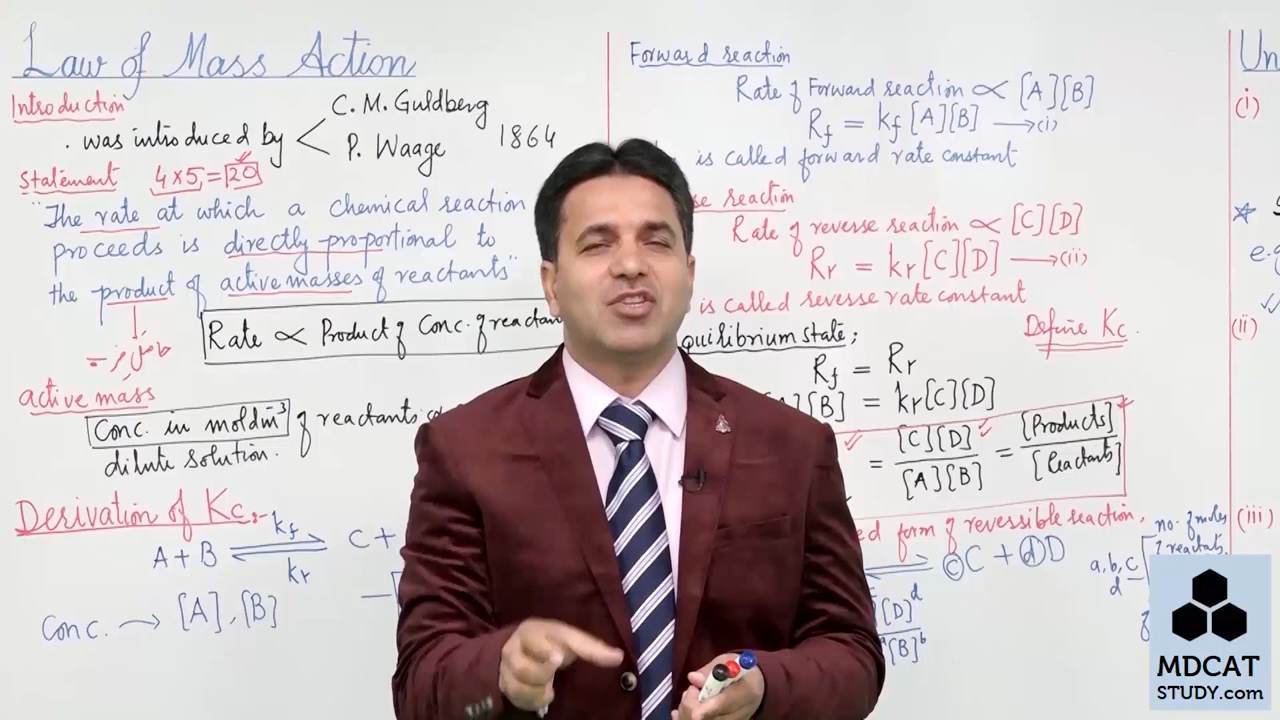 Law of Mass Action
Introduction
. was introduced by < C. M. Guldberg
P. Waage 1864
Statement 4 x 5 = 20
"The rate at which a chemical reaction
proceeds is directly proportional to
the product of active masses of reactants"
حاصل ضرب
Rate ∝ Product of Conc. of reactan
active mass
Conc. in moldm⁻³ of reactants
dilute solution.
Derivation of Kc:-
A + B ⇌ C +
kf
kr
Conc. → [A], [B]
Forward reaction
Rate of Forward reaction ∝ [A][B]
Rf = kf [A][B] → (i)
is called forward rate constant
se reaction
Rate of reverse reaction ∝ [C][D]
Rr = kr [C][D] → (ii)
is called reverse rate constant
Define Kc.
quilibrium state;
Rf = Rr
[B] = kr[C][D]
= [C][D] / [A][B] = [Products] / [Reactants]
ed form of reversible reaction.
cC + dD
a, b, c
d
no. of moles
of reactants
[D]^d
[B]^b
Un
(i)
e.g
(ii)
(iii)
MDCAT
STUDY.com